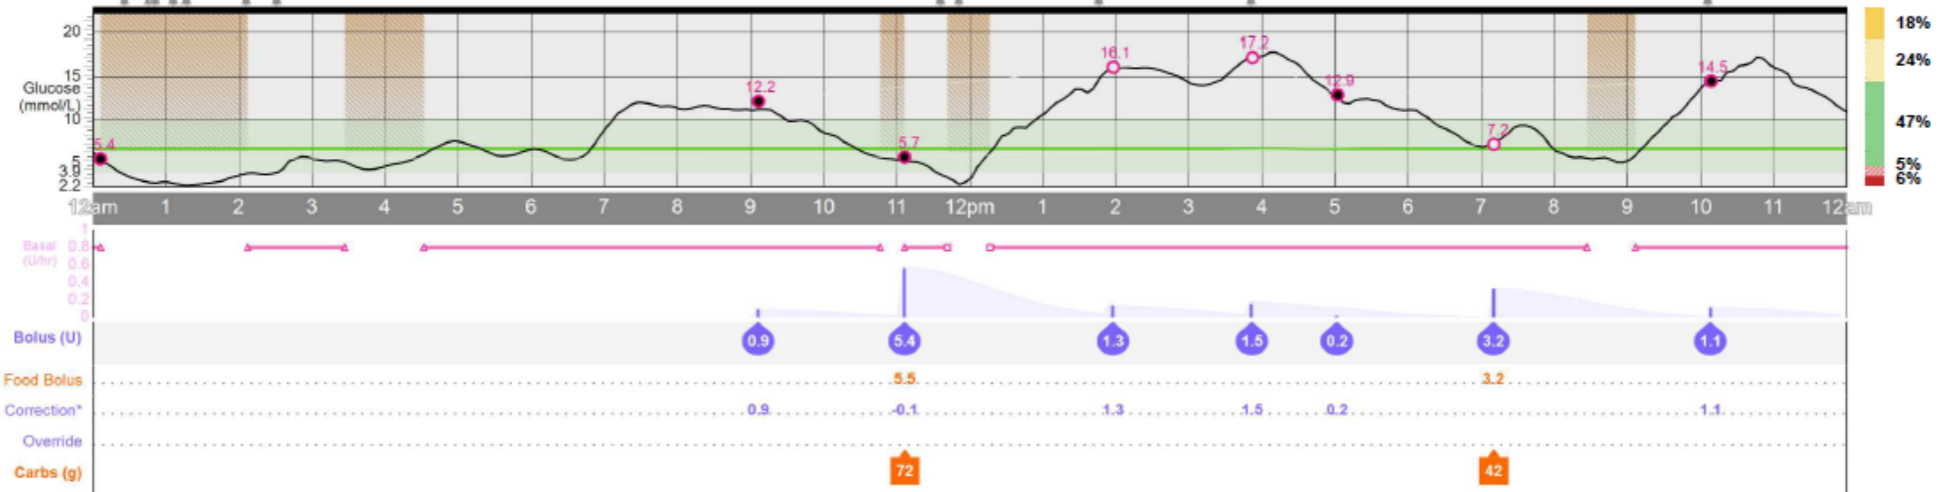 20
18%
17.2
16.1
24%
15
14.5
Glucose
(mmol/L)
12.9
12.2
10
47%
7.2
5.4
5.7
5
3.9
2.2
5%
6%
12am 1 2 3 4 5 6 7 8 9 10 11 12pm 1 2 3 4 5 6 7 8 9 10 11 12am
1
Basal
(U/hr)
0.8
0.6
0.4
0.2
0
Bolus (U) 0.9 5.4 1.3 1.5 0.2 3.2 1.1
Food Bolus 5.5 3.2
Correction* 0.9 -0.1 1.3 1.5 0.2 1.1
Override
Carbs (g) 72 42